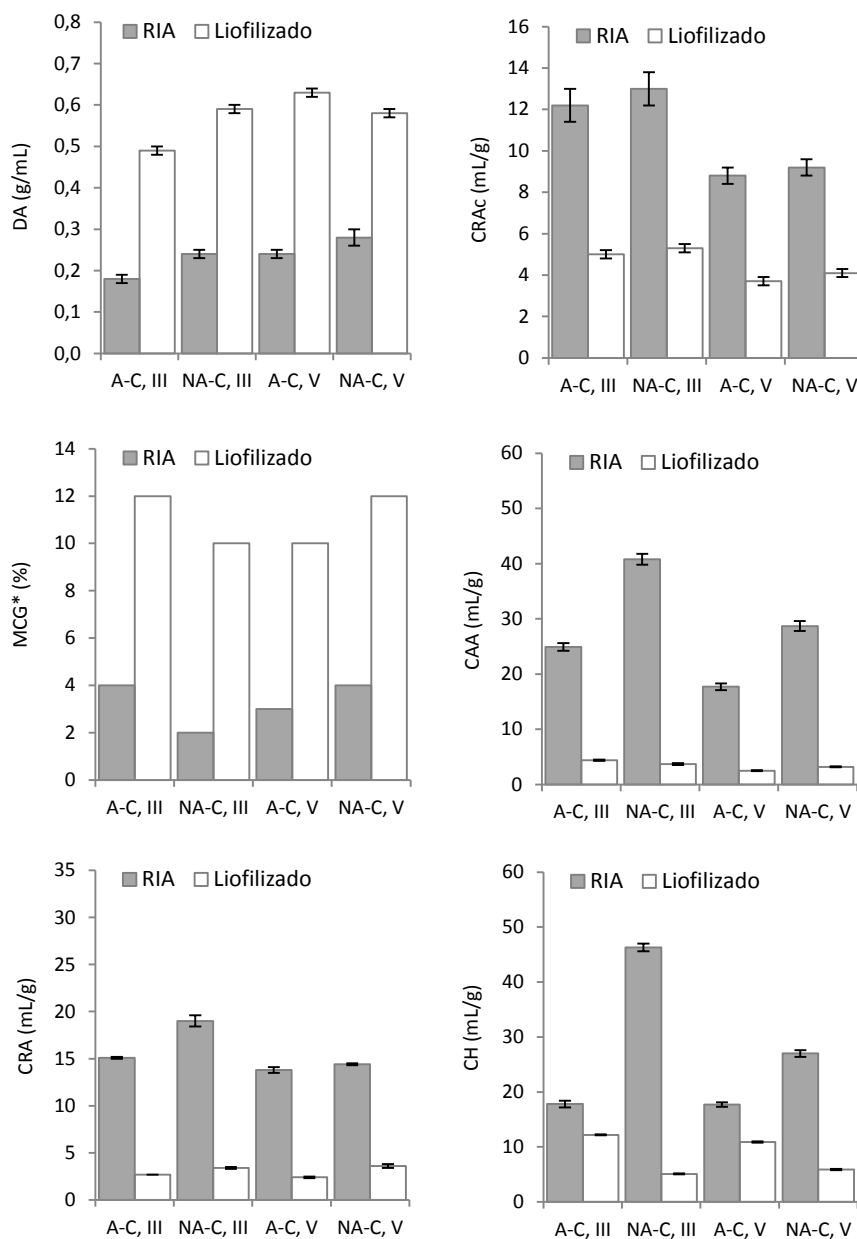 RIA Liofilizado
DA (g/mL)
0,8
0,7
0,6
0,5
0,4
0,3
0,2
0,1
0,0
A-C, III NA-C, III A-C, V NA-C, V
RIA Liofilizado
CRAc (mL/g)
16
14
12
10
8
6
4
2
0
A-C, III NA-C, III A-C, V NA-C, V
RIA Liofilizado
MCG* (%)
14
12
10
8
6
4
2
0
A-C, III NA-C, III A-C, V NA-C, V
RIA Liofilizado
CAA (mL/g)
60
50
40
30
20
10
0
A-C, III NA-C, III A-C, V NA-C, V
RIA Liofilizado
CRA (mL/g)
35
30
25
20
15
10
5
0
A-C, III NA-C, III A-C, V NA-C, V
RIA Liofilizado
CH (mL/g)
60
50
40
30
20
10
0
A-C, III NA-C, III A-C, V NA-C, V